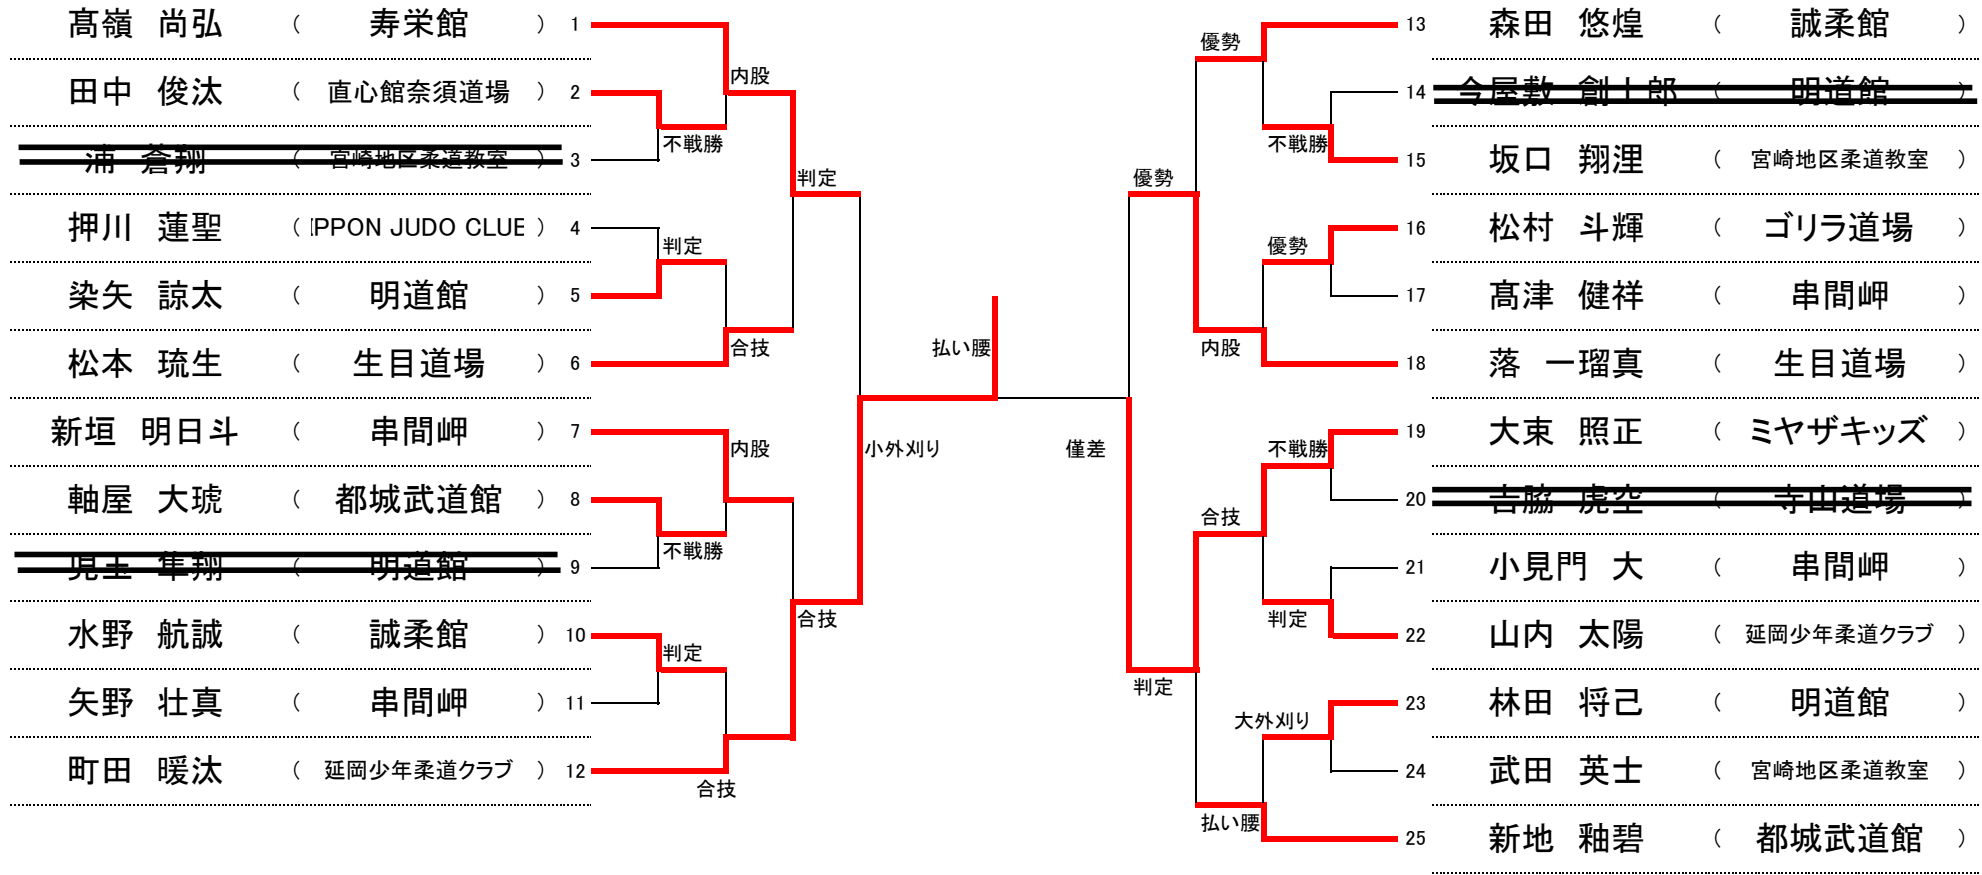 髙嶺 尚弘 ( 寿栄館 ) 1
内股
田中 俊汰 ( 直心館奈須道場 ) 2
不戦勝
浦 蒼翔 ( 宮崎地区柔道教室 ) 3
判定
押川 蓮聖 ( IPPON JUDO CLUB ) 4
判定
染矢 諒太 ( 明道館 ) 5
合技
松本 琉生 ( 生目道場 ) 6
新垣 明日斗 ( 串間岬 ) 7
内股
小外刈り
軸屋 大琥 ( 都城武道館 ) 8
不戦勝
児玉 隼翔 ( 明道館 ) 9
合技
水野 航誠 ( 誠柔館 ) 10
判定
矢野 壮真 ( 串間岬 ) 11
町田 暖汰 ( 延岡少年柔道クラブ ) 12
合技
払い腰
僅差
13 森田 悠煌 ( 誠柔館 )
優勢
14 今屋敷 創士郎 ( 明道館 )
不戦勝
15 坂口 翔浬 ( 宮崎地区柔道教室 )
優勢
16 松村 斗輝 ( ゴリラ道場 )
優勢
17 髙津 健祥 ( 串間岬 )
内股
18 落 一瑠真 ( 生目道場 )
19 大束 照正 ( ミヤザキッズ )
不戦勝
20 吉脇 虎空 ( 寺山道場 )
合技
21 小見門 大 ( 串間岬 )
判定
22 山内 太陽 ( 延岡少年柔道クラブ )
判定
23 林田 将己 ( 明道館 )
大外刈り
24 武田 英士 ( 宮崎地区柔道教室 )
払い腰
25 新地 釉碧 ( 都城武道館 )